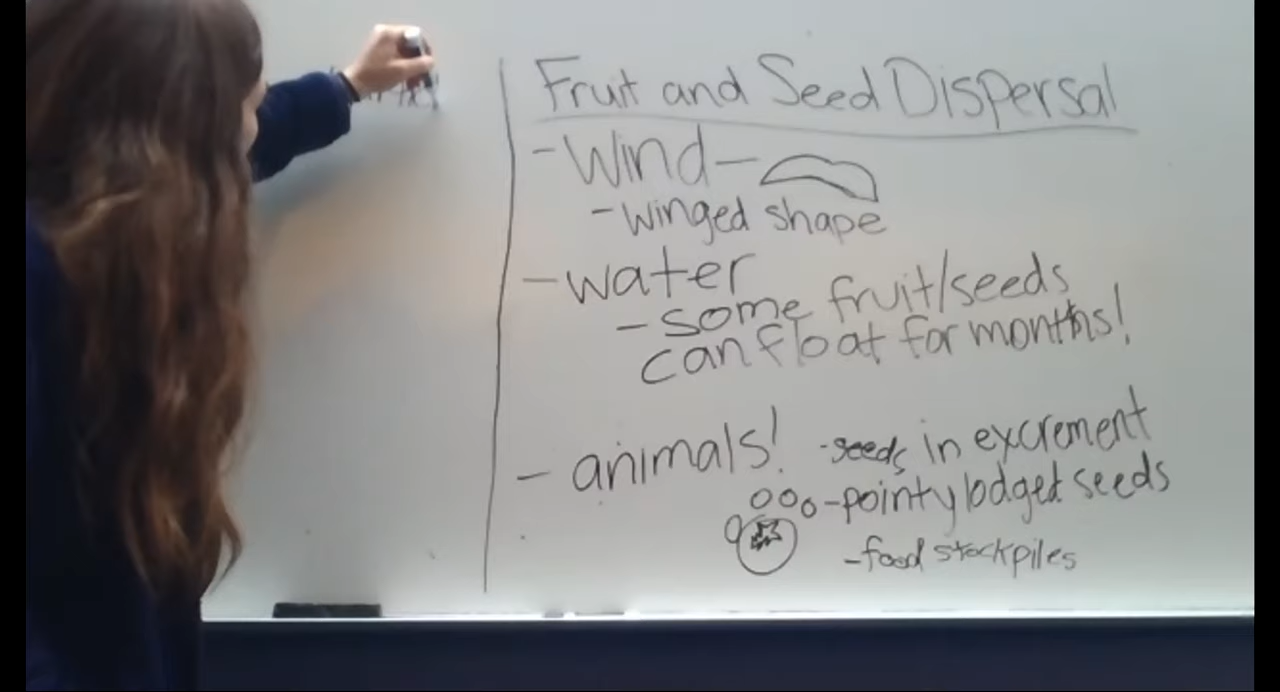 Fruit and Seed Dispersal
- Wind -
- winged shape
- water
- some fruit/seeds
can float for months!
- animals! - seeds in excrement
- pointy lodged seeds
- food stockpiles